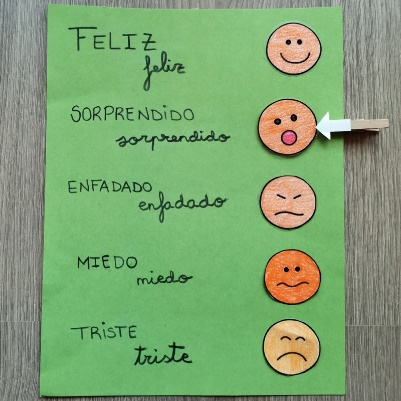 FELIZ
feliz
SORPRENDIDO
sorprendido
ENFADADO
enfadado
MIEDO
miedo
TRISTE
triste